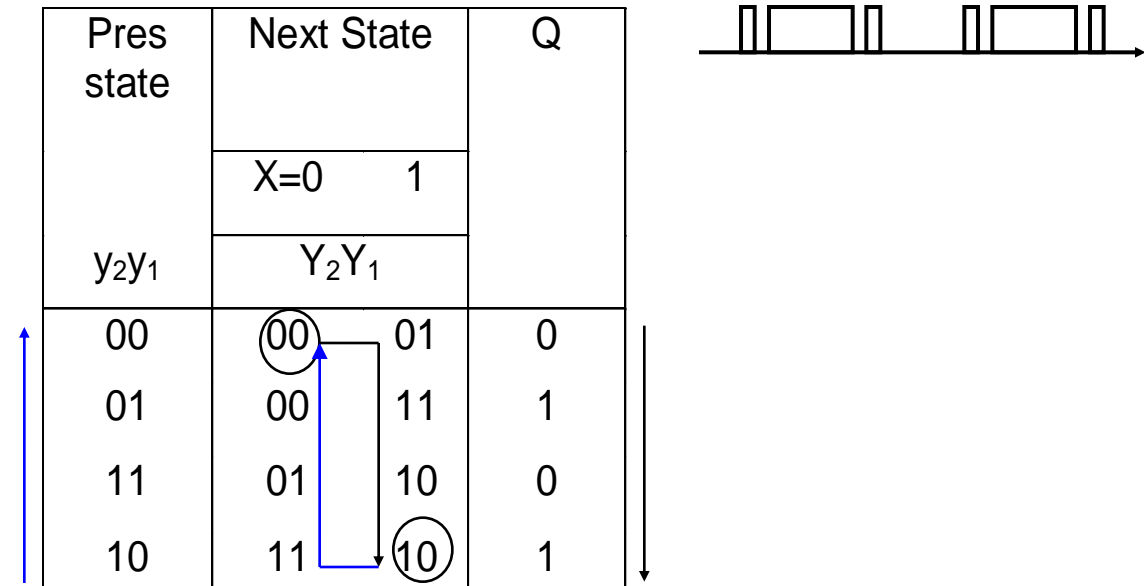 Pres Next State Q
state
X=0 1
y₂y₁ Y₂Y₁
00 00 01 0
01 00 11 1
11 01 10 0
10 11 10 1